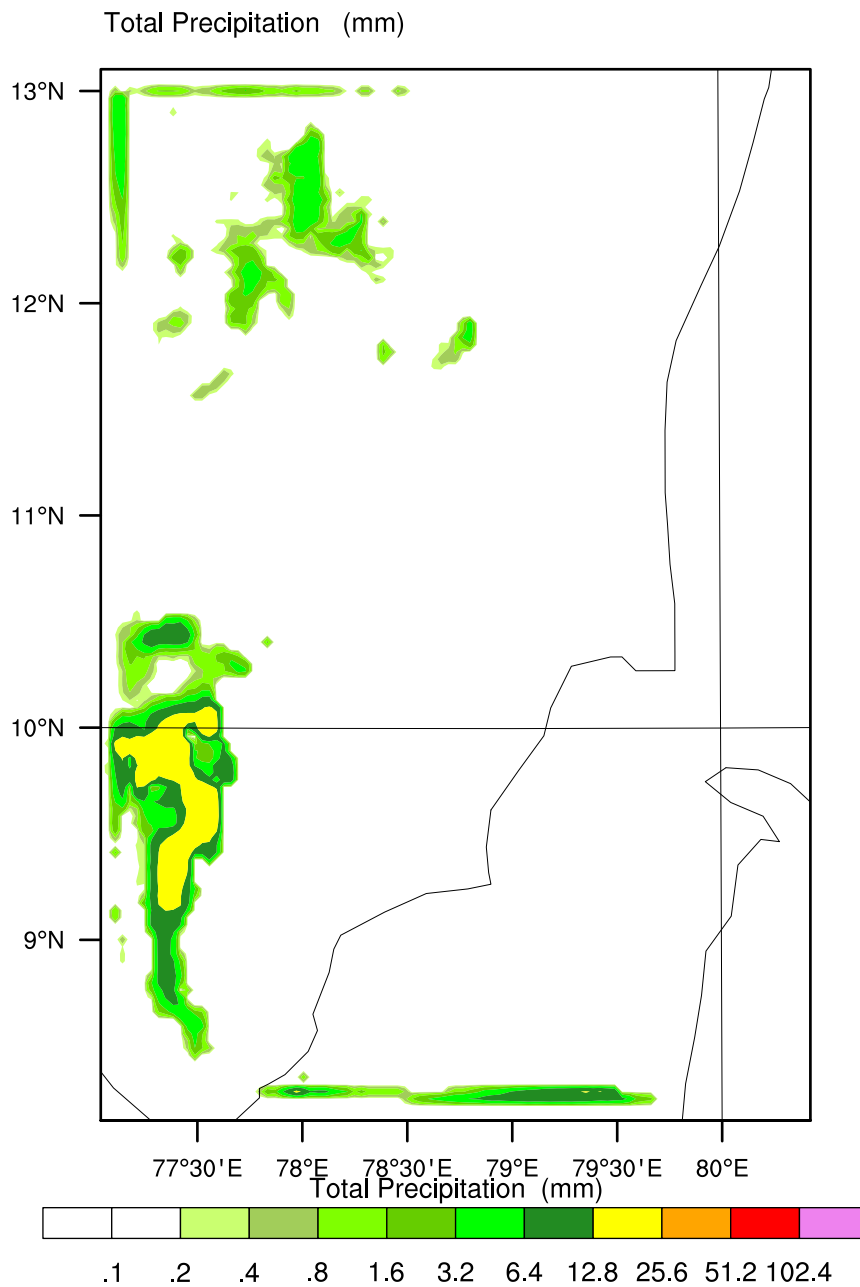 Total Precipitation (mm)
13°N
12°N
11°N
10°N
9°N
77°30'E 78°E 78°30'E 79°E 79°30'E 80°E
Total Precipitation (mm)
.1 .2 .4 .8 1.6 3.2 6.4 12.8 25.6 51.2 102.4